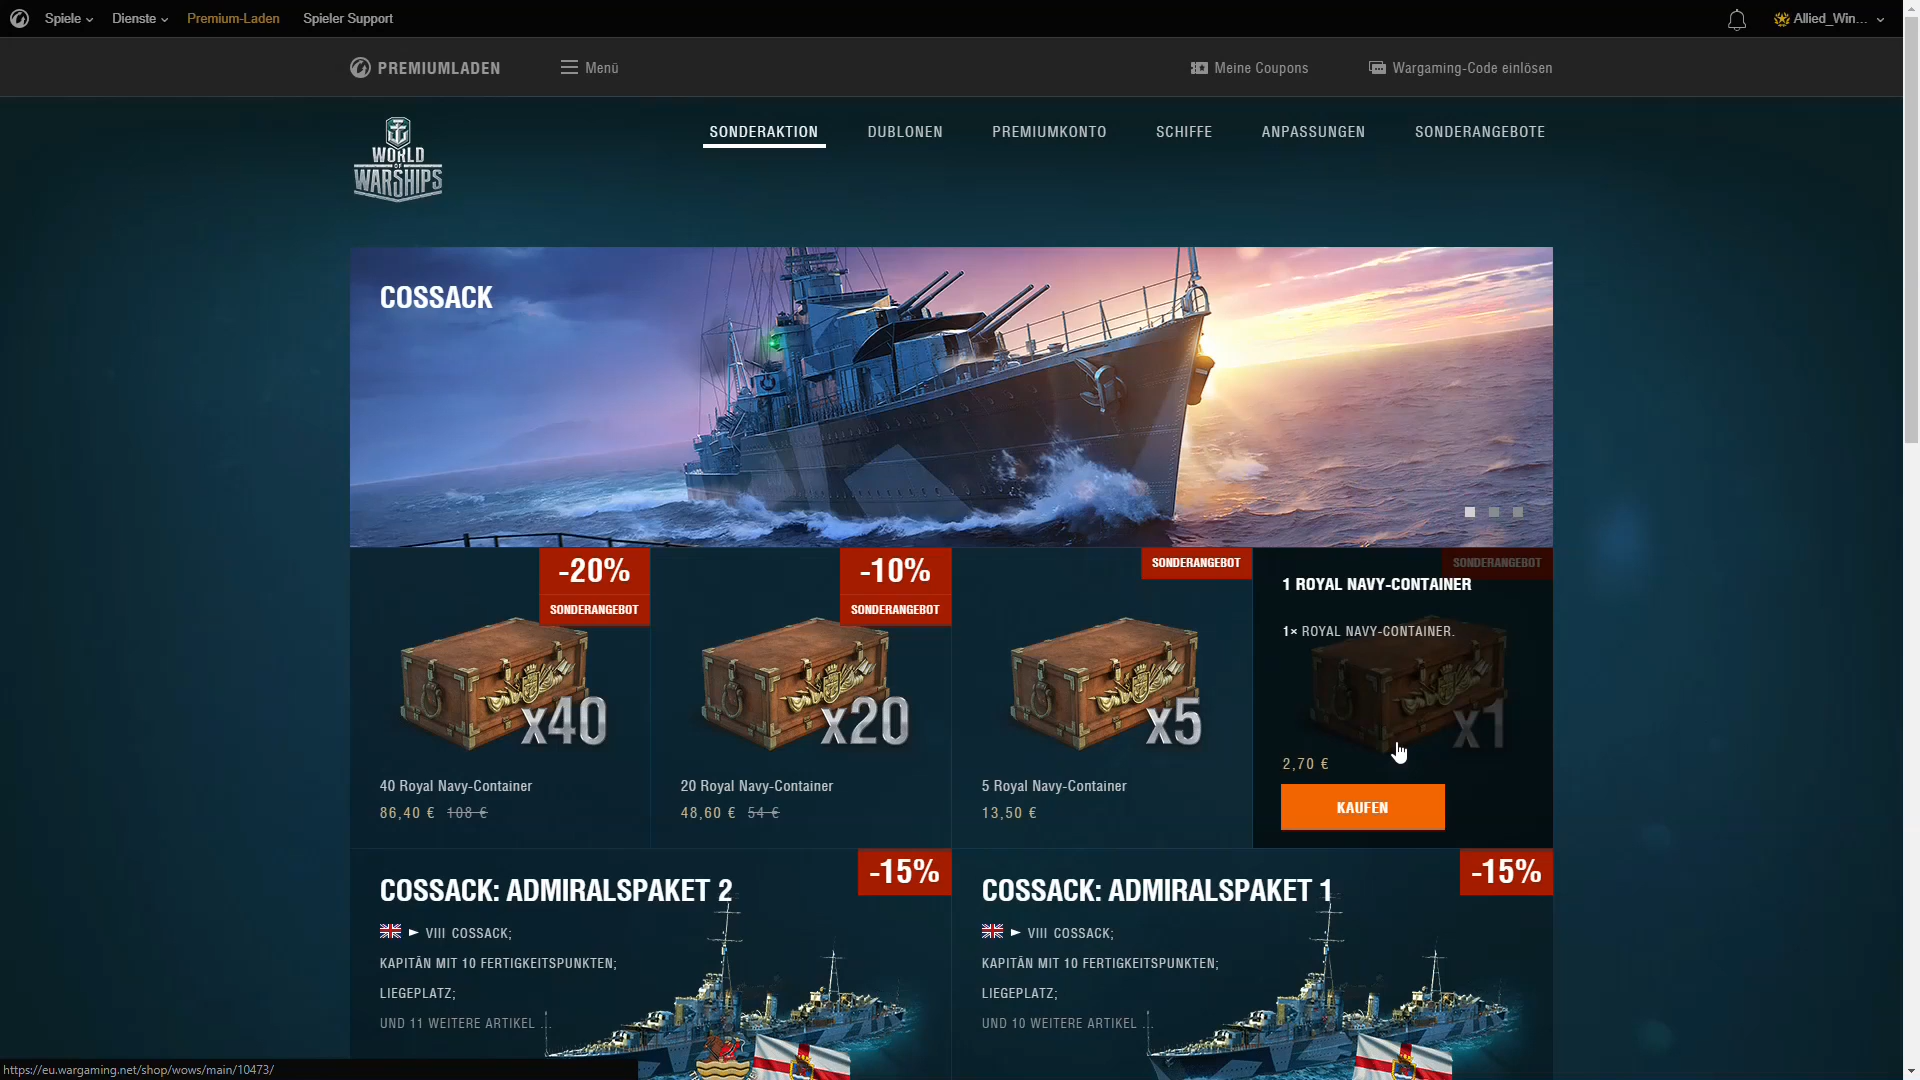 Spiele
Dienste
Premium-Laden
Spieler Support
Allied_Win...
PREMIUMLADEN
Menü
Meine Coupons
Wargaming-Code einlösen
WORLD
OF
WARSHIPS
SONDERAKTION
DUBLONEN
PREMIUMKONTO
SCHIFFE
ANPASSUNGEN
SONDERANGEBOTE
COSSACK
-20%
SONDERANGEBOT
x40
40 Royal Navy-Container
86,40 € 108 €
-10%
SONDERANGEBOT
x20
20 Royal Navy-Container
48,60 € 54 €
SONDERANGEBOT
x5
5 Royal Navy-Container
13,50 €
SONDERANGEBOT
1 ROYAL NAVY-CONTAINER
1× ROYAL NAVY-CONTAINER.
x1
2,70 €
KAUFEN
-15%
COSSACK: ADMIRALSPAKET 2
VIII COSSACK;
KAPITÄN MIT 10 FERTIGKEITSPUNKTEN;
LIEGEPLATZ;
UND 11 WEITERE ARTIKEL ...
-15%
COSSACK: ADMIRALSPAKET 1
VIII COSSACK;
KAPITÄN MIT 10 FERTIGKEITSPUNKTEN;
LIEGEPLATZ;
UND 10 WEITERE ARTIKEL ...
https://eu.wargaming.net/shop/wows/main/10473/